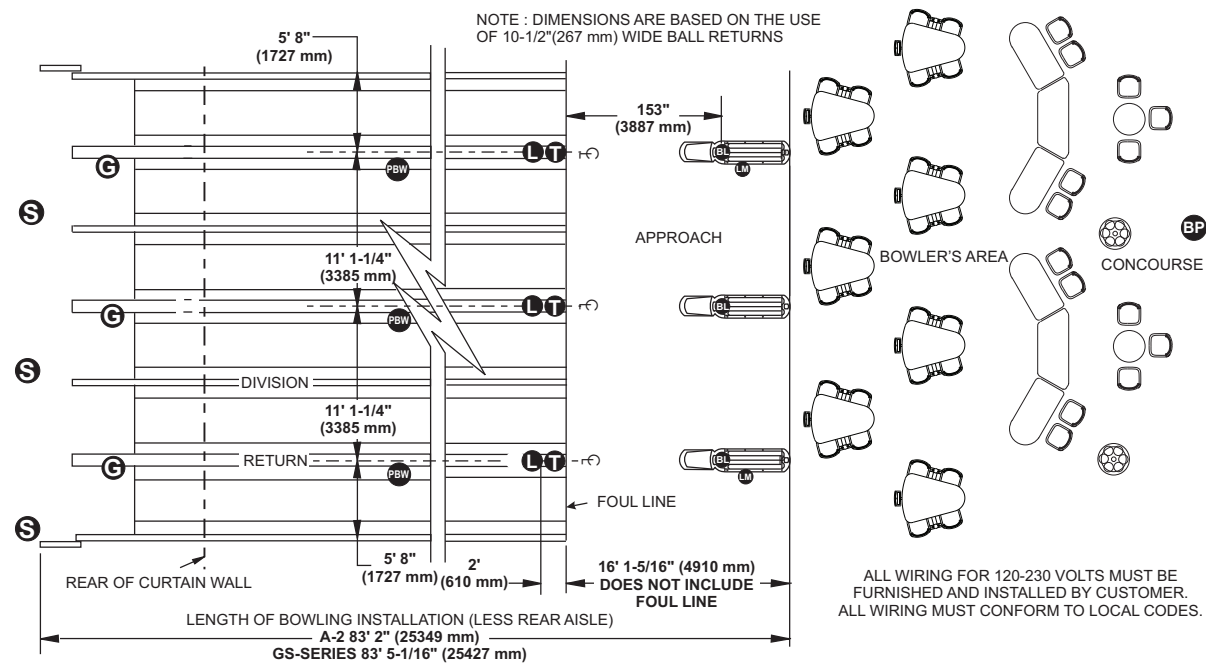 NOTE : DIMENSIONS ARE BASED ON THE USE
OF 10-1/2"(267 mm) WIDE BALL RETURNS
5' 8"
(1727 mm)
153"
(3887 mm)
L T
BL
G
PBW
LM
S
BP
APPROACH
11' 1-1/4"
(3385 mm)
BOWLER'S AREA
CONCOURSE
L T
BL
G
PBW
S
DIVISION
11' 1-1/4"
(3385 mm)
RETURN
L T
BL
G
PBW
LM
FOUL LINE
S
5' 8"
(1727 mm)
2'
(610 mm)
16' 1-5/16" (4910 mm)
DOES NOT INCLUDE
FOUL LINE
REAR OF CURTAIN WALL
ALL WIRING FOR 120-230 VOLTS MUST BE
FURNISHED AND INSTALLED BY CUSTOMER.
ALL WIRING MUST CONFORM TO LOCAL CODES.
LENGTH OF BOWLING INSTALLATION (LESS REAR AISLE)
A-2 83' 2" (25349 mm)
GS-SERIES 83' 5-1/16" (25427 mm)